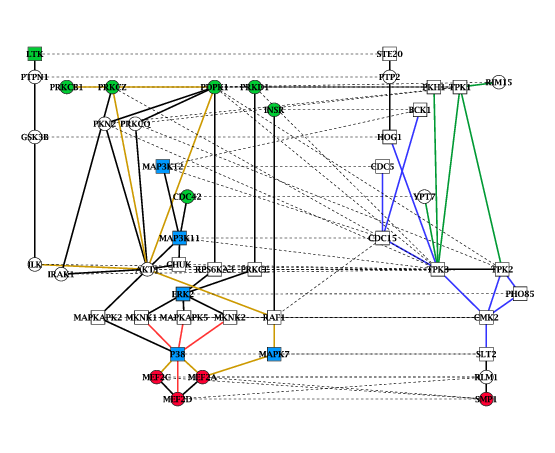 LTK STE20
PTPN1 PTP2
PRKCB1 PRKCZ PDPK1 PRKD1 PKH1 YPK1 RIM15
INSR BCK1
PKN2 PRKCQ
GSK3B HOG1
MAP3K12 CDC5
CDC42 YPT7
MAP3K11 CDC15
ILK CHUK
IRAK1 AKT1 RPS6KA3 PRKCE TPK3 TPK2
ERK2 PHO85
MAPKAPK2 MKNK1 MAPKAPK5 MKNK2 RAF1 CMK2
P38 MAPK7 SLT2
MEF2C MEF2A RLM1
MEF2D SMP1